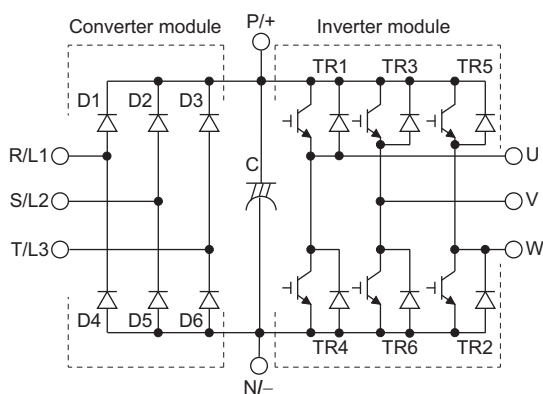 Converter module
P/+
Inverter module
D1 D2 D3
TR1 TR3 TR5
R/L1
C
U
S/L2
V
T/L3
W
D4 D5 D6
TR4 TR6 TR2
N/−